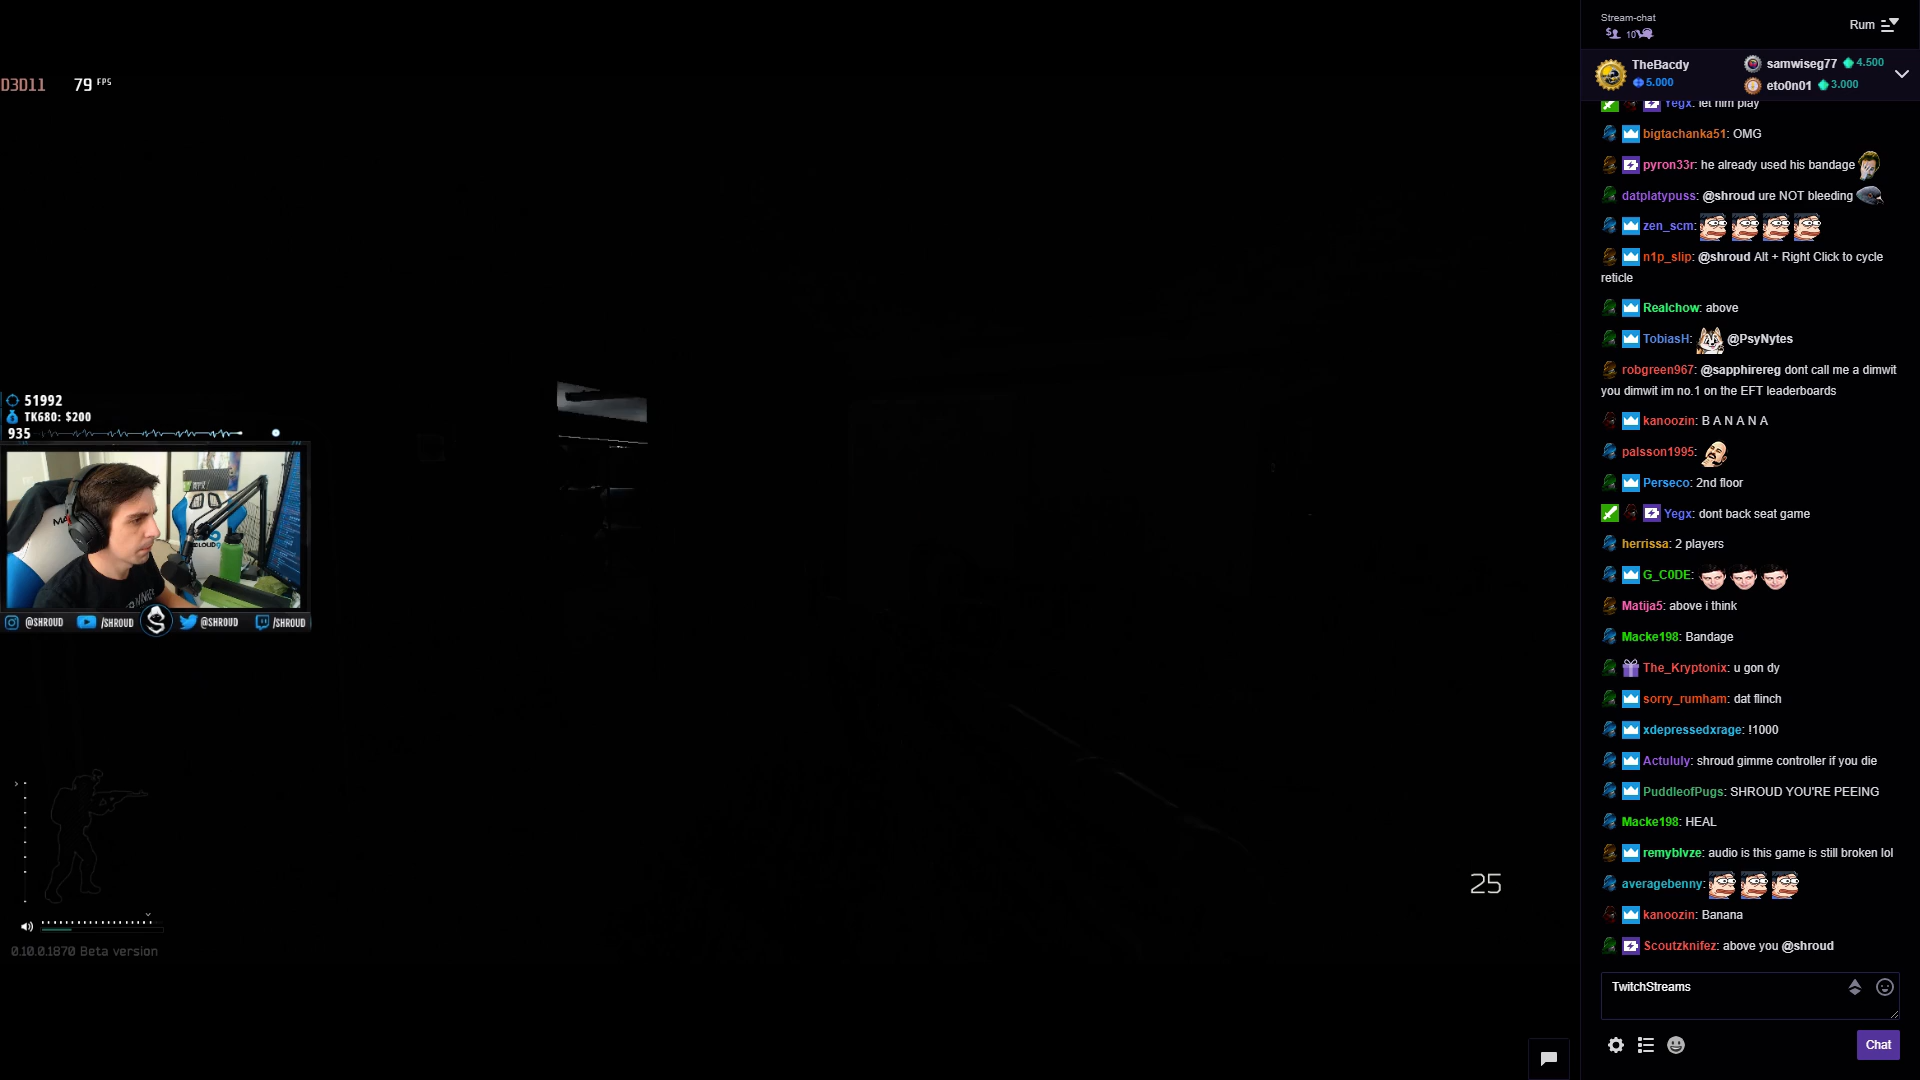 D3D11 79 FPS
51992
TK680: $200
935
@SHROUD /SHROUD @SHROUD /SHROUD
25
0.10.0.1870 Beta version
Stream-chat
Rum
TheBacdy
5.000
samwiseg77 4.500
eto0n01 3.000
Yegx: let him play
bigtachanka51: OMG
pyron33r: he already used his bandage
datplatypuss: @shroud ure NOT bleeding
zen_scm:
n1p_slip: @shroud Alt + Right Click to cycle
reticle
Realchow: above
TobiasH: @PsyNytes
robgreen967: @sapphirereg dont call me a dimwit
you dimwit im no.1 on the EFT leaderboards
kanoozin: B A N A N A
palsson1995:
Perseco: 2nd floor
Yegx: dont back seat game
herrissa: 2 players
G_C0DE:
Matija5: above i think
Macke198: Bandage
The_Kryptonix: u gon dy
sorry_rumham: dat flinch
xdepressedxrage: !1000
Actululy: shroud gimme controller if you die
PuddleofPugs: SHROUD YOU'RE PEEING
Macke198: HEAL
remyblvze: audio is this game is still broken lol
averagebenny:
kanoozin: Banana
Scoutzknifez: above you @shroud
TwitchStreams
Chat